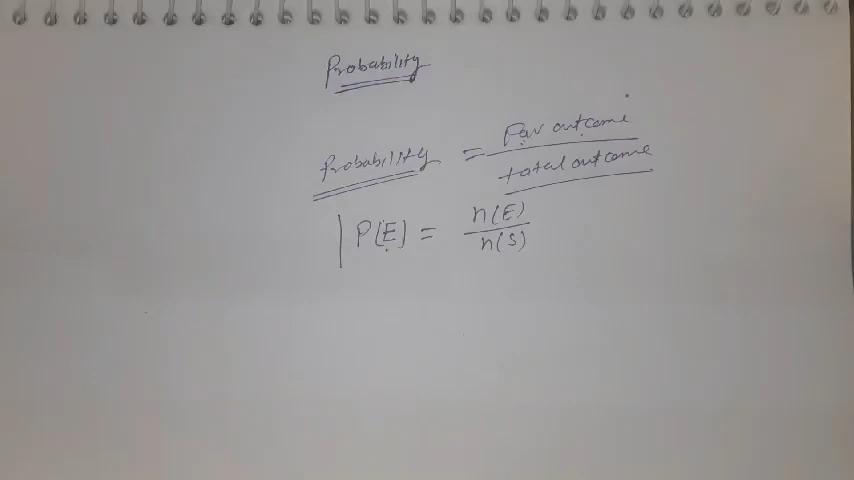 Probability
Probability = Fav outcome
total outcome
P(E) = n(E)
n(S)